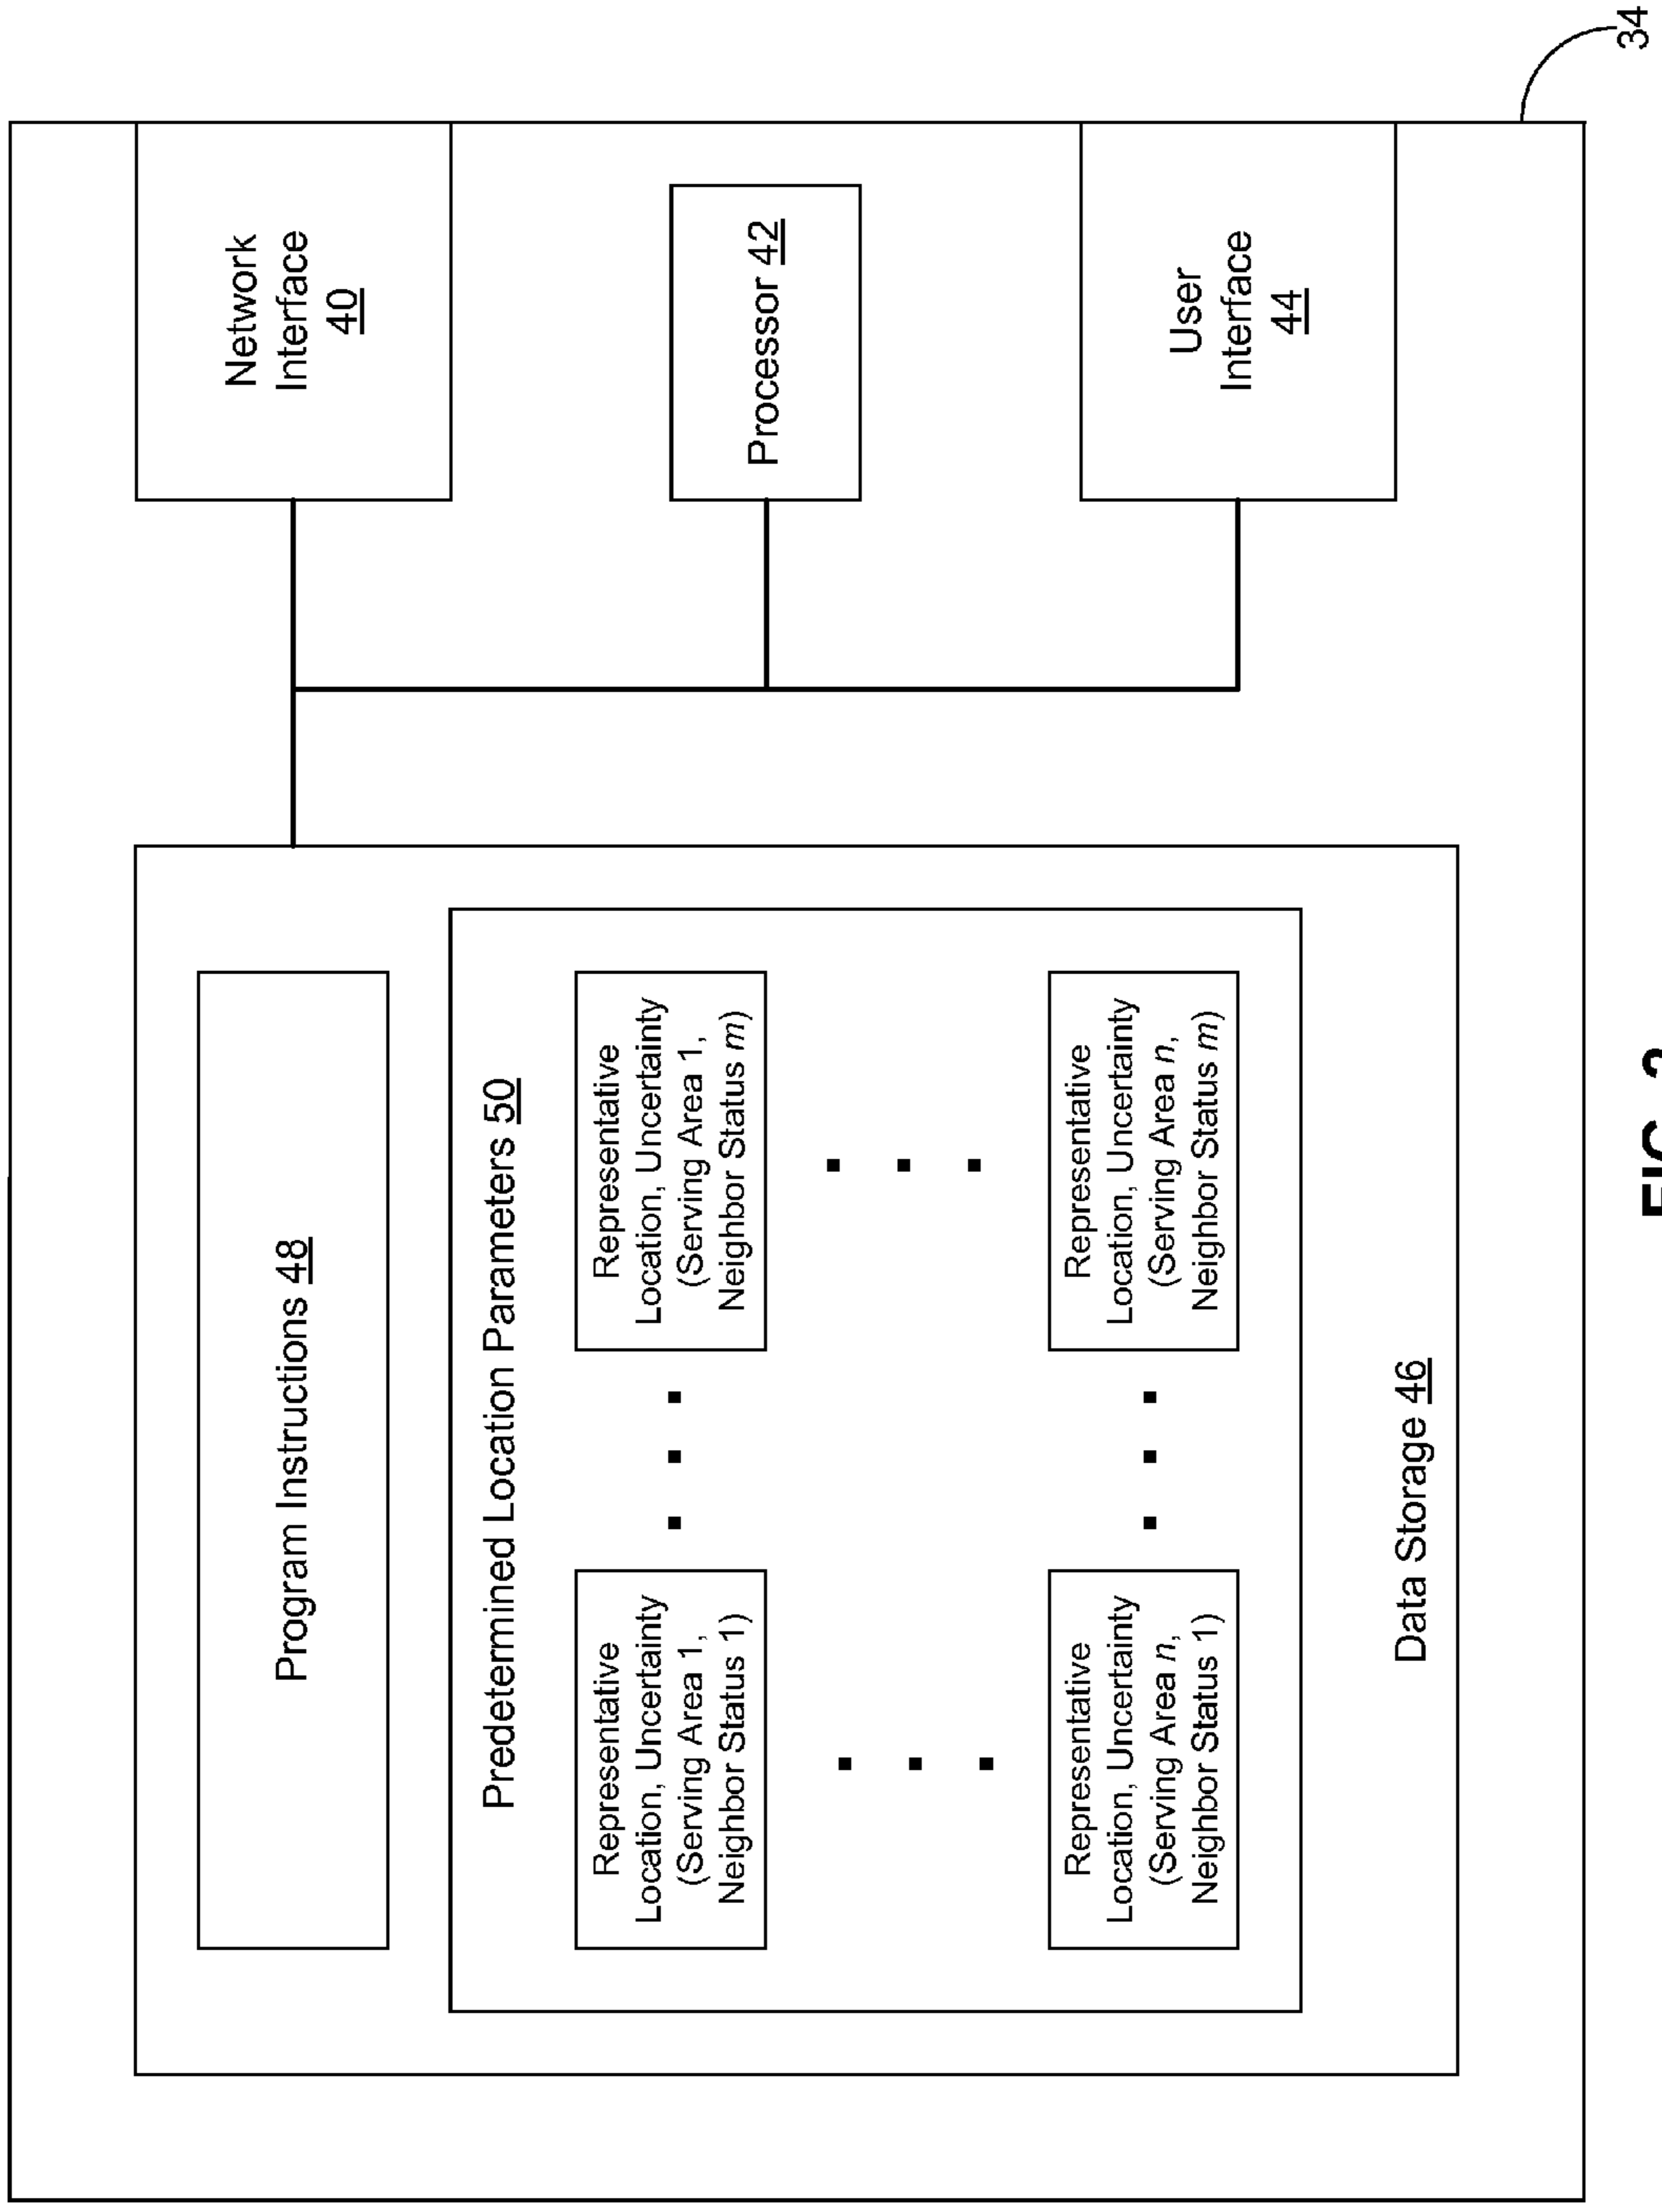 Program Instructions 48
Network
Interface
40
Predetermined Location Parameters 50
Representative
Location, Uncertainty
(Serving Area 1,
Neighbor Status 1)
Representative
Location, Uncertainty
(Serving Area 1,
Neighbor Status m)
Processor 42
Representative
Location, Uncertainty
(Serving Area n,
Neighbor Status 1)
Representative
Location, Uncertainty
(Serving Area n,
Neighbor Status m)
User
Interface
44
Data Storage 46
34
FIG